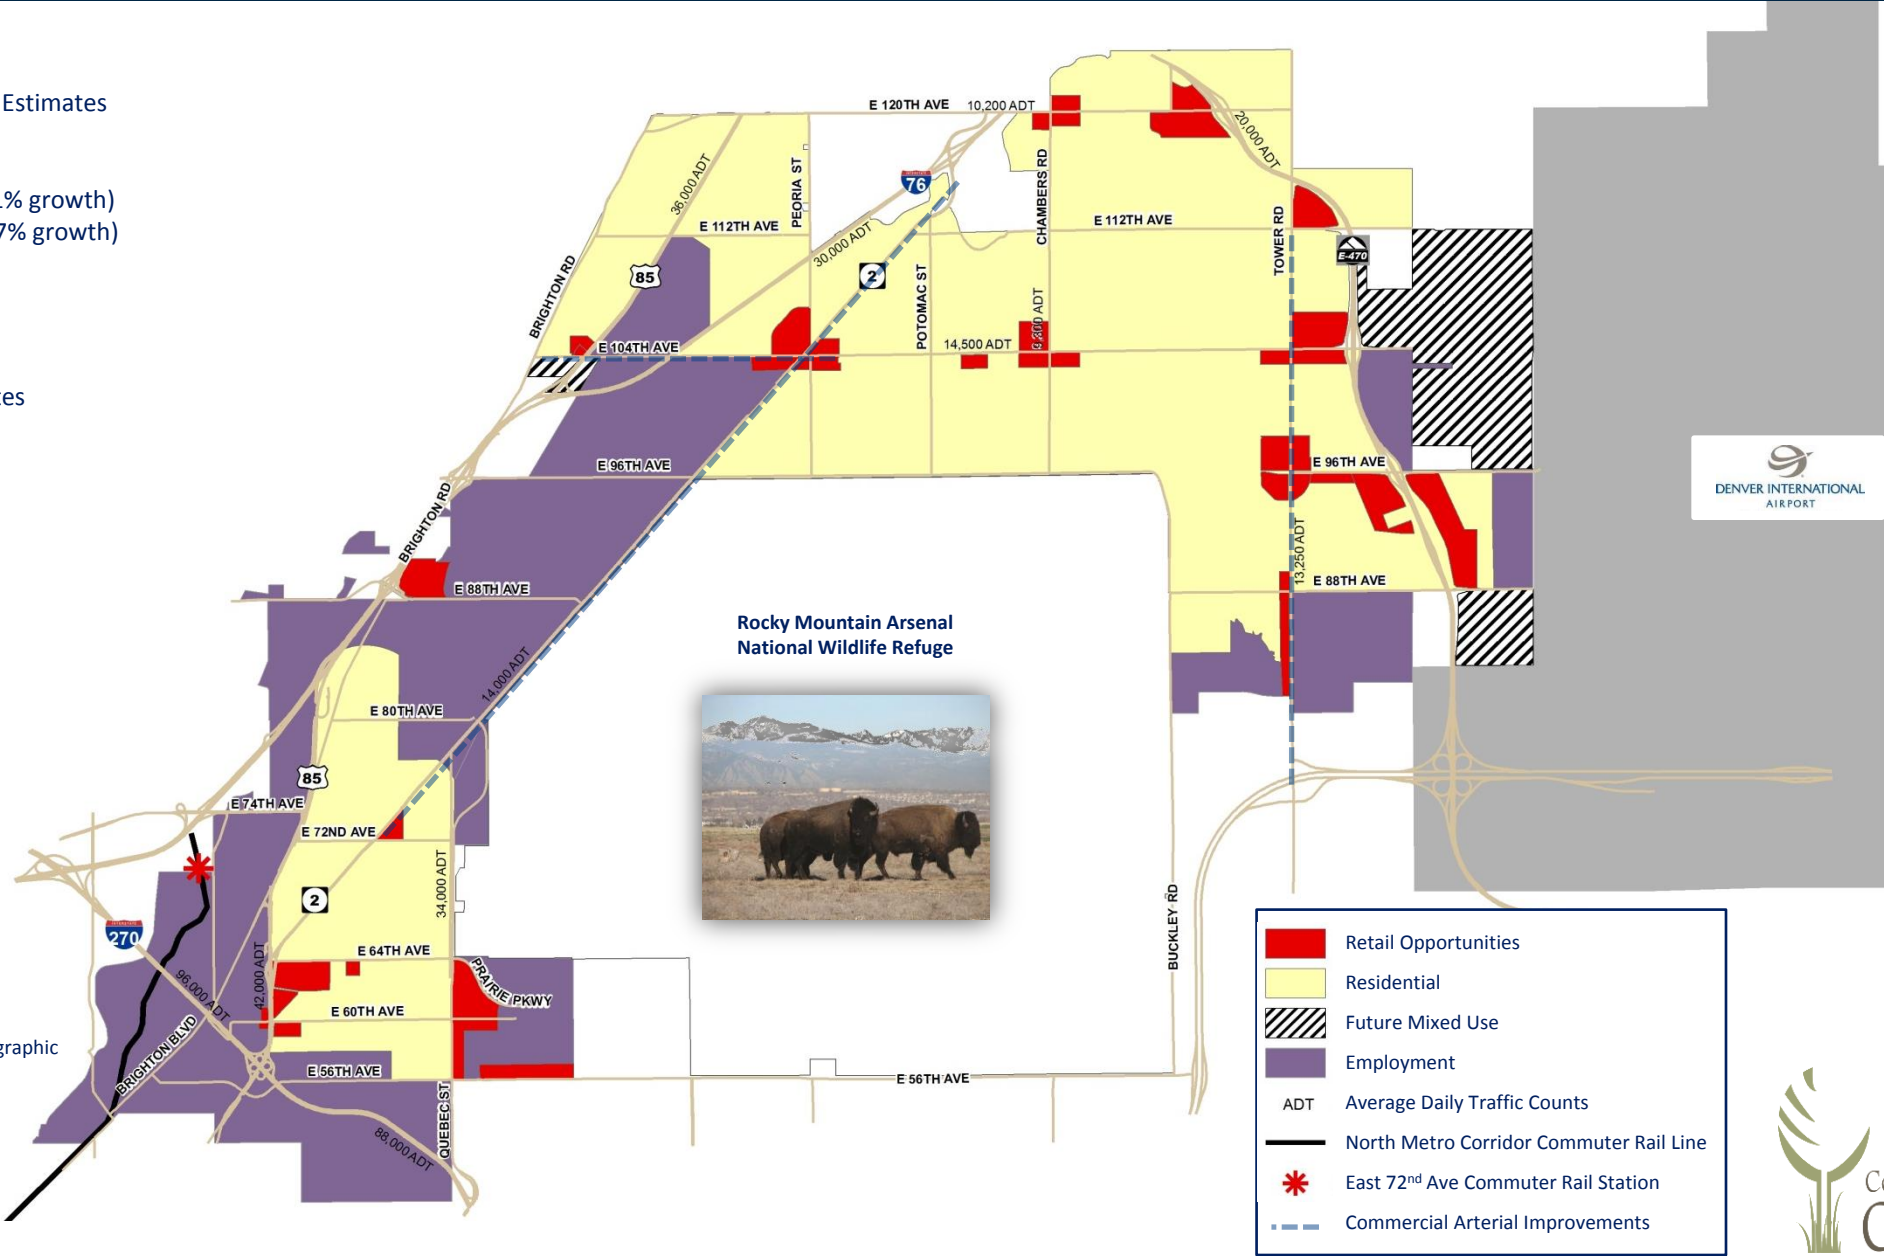 Estimates
% growth)
7% growth)
E 120TH AVE 10,200 ADT
20,000 ADT
36,000 ADT
PEORIA ST
76
CHAMBERS RD
E 112TH AVE
E 112TH AVE
TOWER RD
30,000 ADT
E-470
BRIGHTON RD
85
2
POTOMAC ST
9,300 ADT
E 104TH AVE
14,500 ADT
E 96TH AVE
E 96TH AVE
DENVER INTERNATIONAL
AIRPORT
BRIGHTON RD
13,250 ADT
E 88TH AVE
E 88TH AVE
Rocky Mountain Arsenal
National Wildlife Refuge
14,000 ADT
E 80TH AVE
85
E 74TH AVE
E 72ND AVE
34,000 ADT
2
BUCKLEY RD
INTERSTATE
270
42,000 ADT
96,000 ADT
E 64TH AVE
PRAIRIE PKWY
E 60TH AVE
BRIGHTON BLVD
graphic
E 56TH AVE
E 56TH AVE
QUEBEC ST
88,000 ADT
Retail Opportunities
Residential
Future Mixed Use
Employment
ADT Average Daily Traffic Counts
North Metro Corridor Commuter Rail Line
East 72nd Ave Commuter Rail Station
Commercial Arterial Improvements